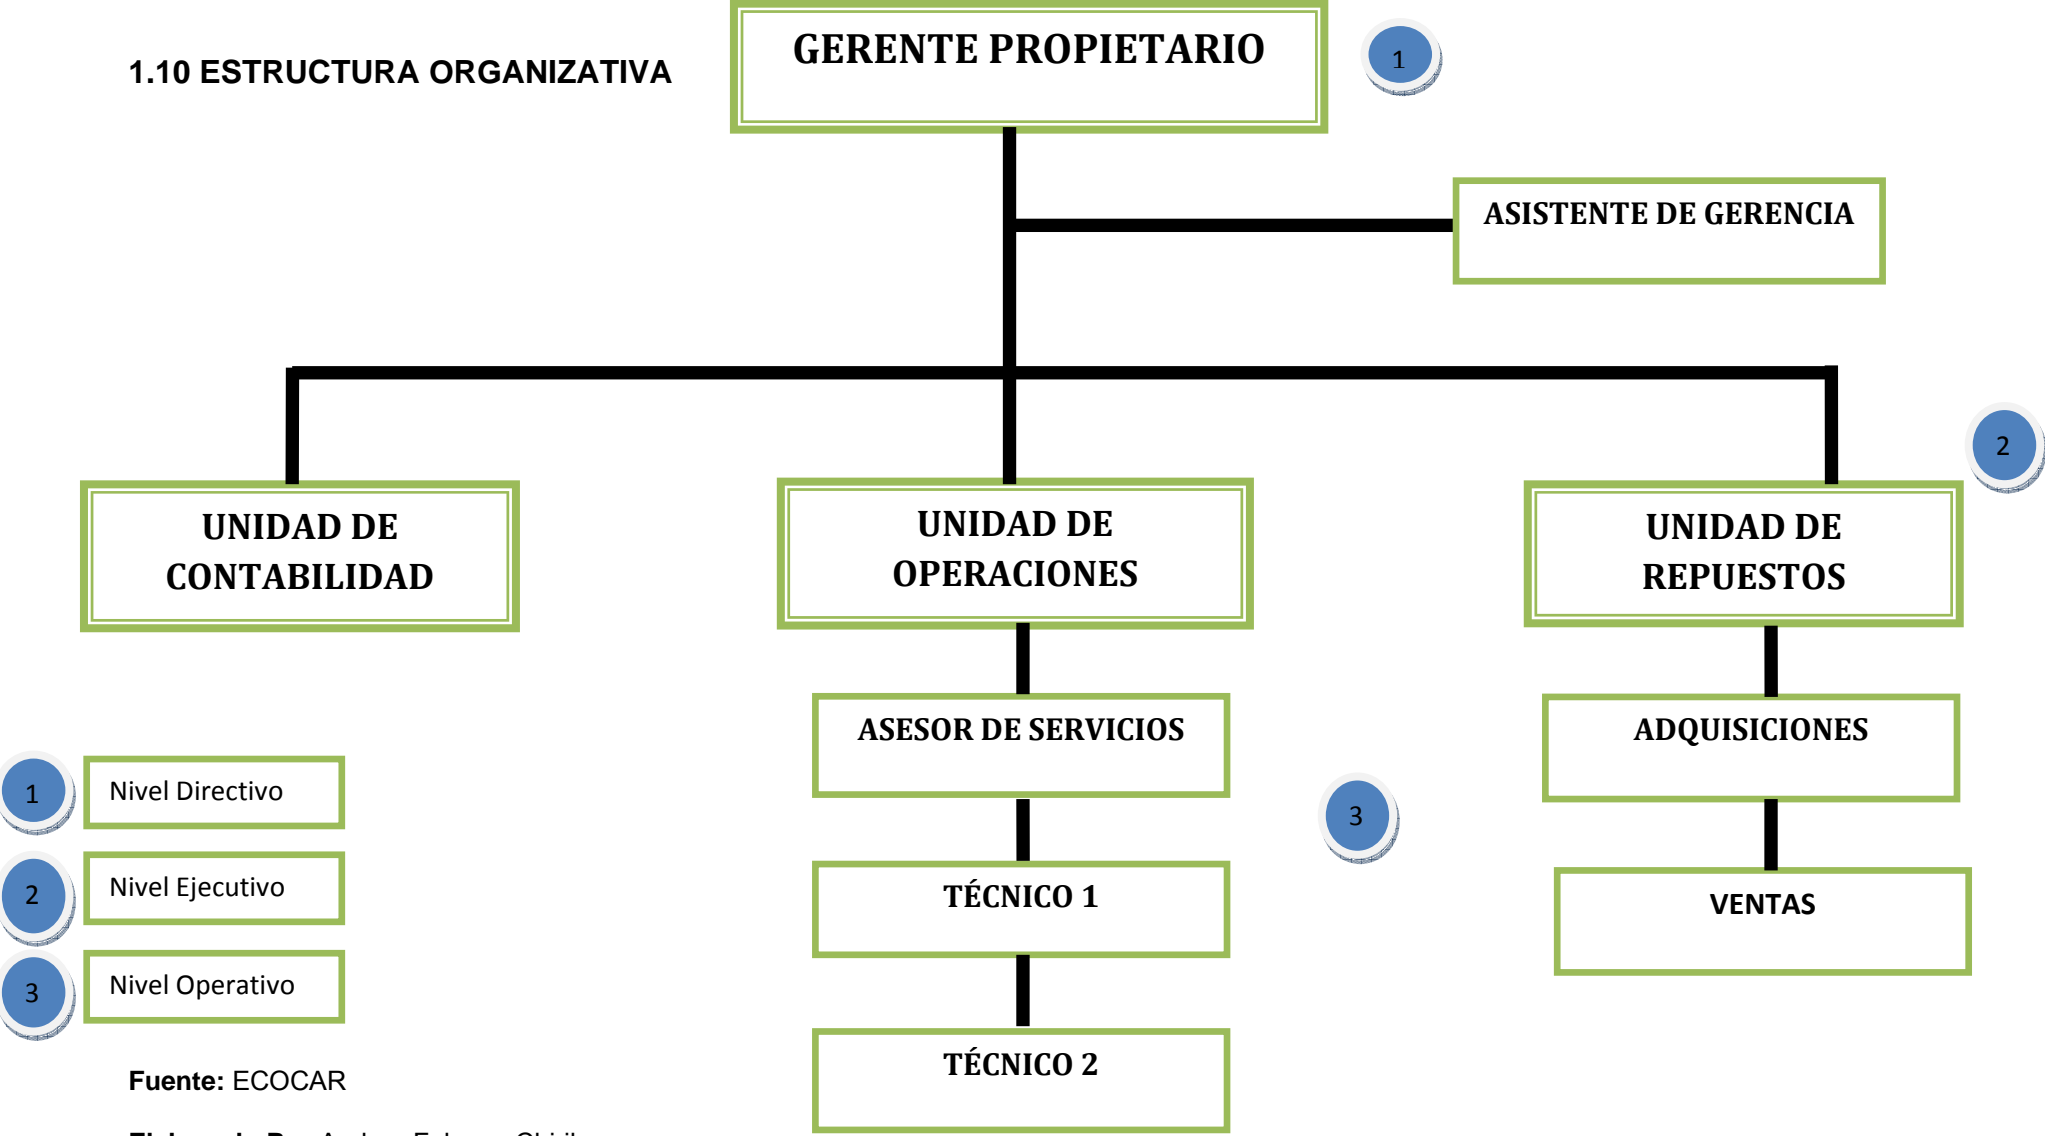 1.10 ESTRUCTURA ORGANIZATIVA
GERENTE PROPIETARIO
1
ASISTENTE DE GERENCIA
2
UNIDAD DE
CONTABILIDAD
UNIDAD DE
OPERACIONES
UNIDAD DE
REPUESTOS
ASESOR DE SERVICIOS
ADQUISICIONES
3
TÉCNICO 1
VENTAS
TÉCNICO 2
1
Nivel Directivo
2
Nivel Ejecutivo
3
Nivel Operativo
Fuente: ECOCAR